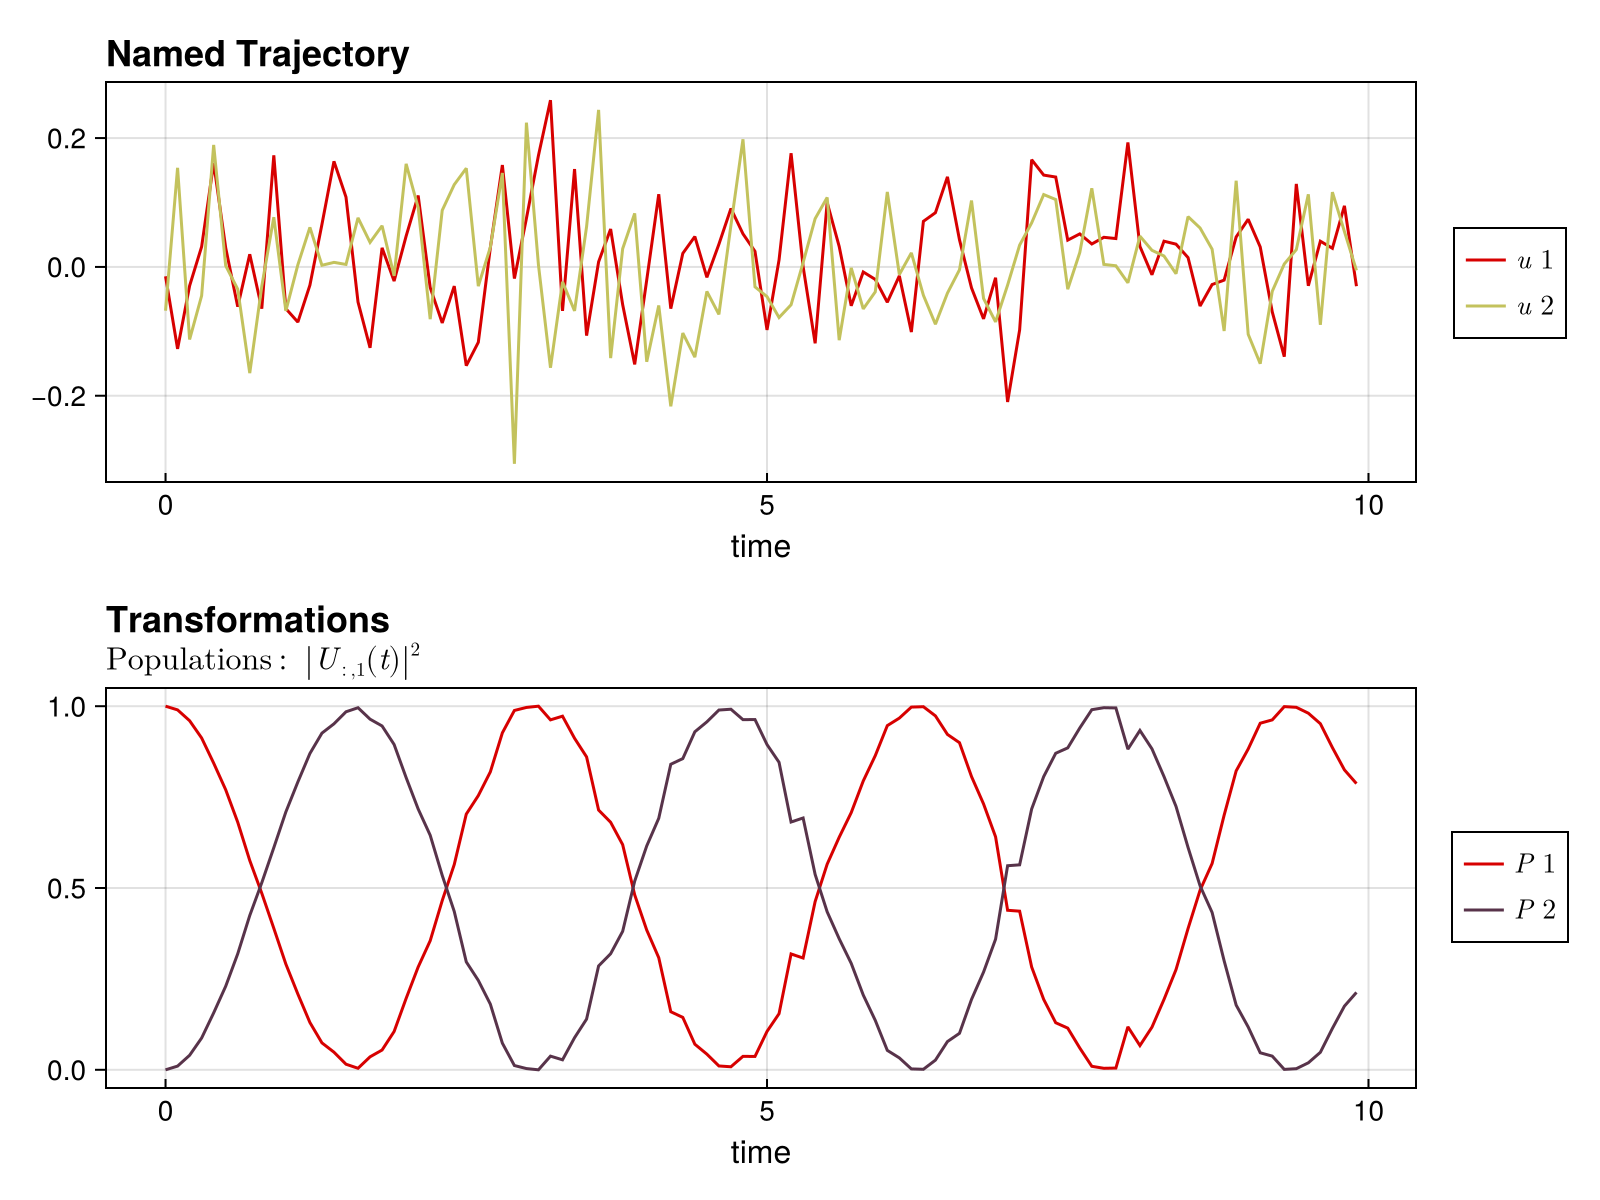 Named Trajectory
0.2
0.0
−0.2
0 5 10
time
u 1
u 2
Transformations
Populations: |U:,1(t)|²
1.0
0.5
0.0
0 5 10
time
P 1
P 2